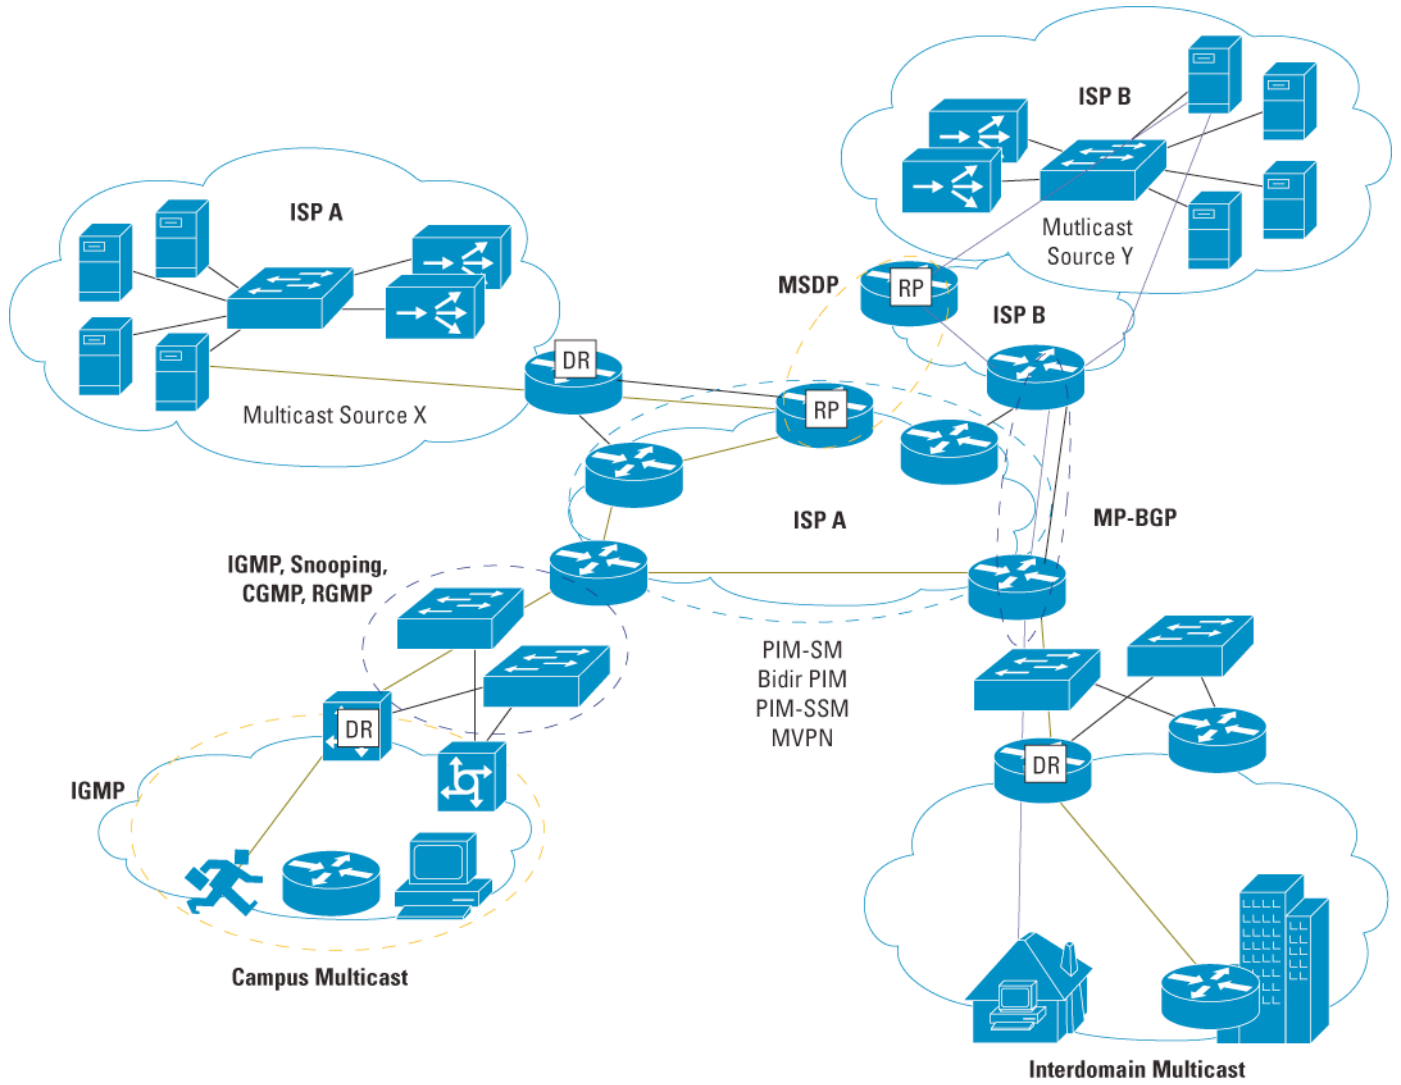 ISP B
ISP A
Mutlicast
Source Y
MSDP
RP
ISP B
DR
RP
Multicast Source X
ISP A
MP-BGP
IGMP, Snooping,
CGMP, RGMP
PIM-SM
Bidir PIM
PIM-SSM
MVPN
DR
DR
IGMP
Campus Multicast
Interdomain Multicast